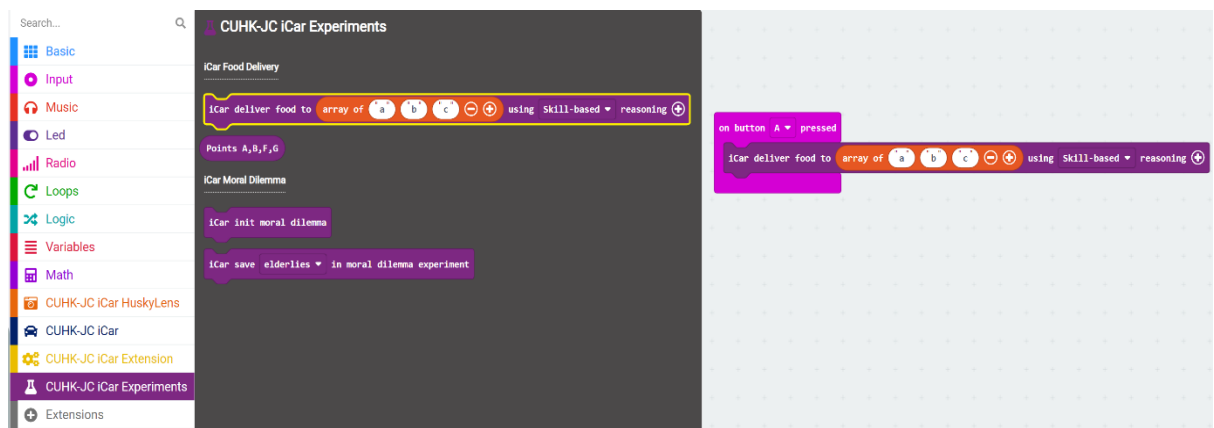 Search...
Basic
Input
Music
Led
Radio
Loops
Logic
Variables
Math
CUHK-JC iCar HuskyLens
CUHK-JC iCar
CUHK-JC iCar Extension
CUHK-JC iCar Experiments
Extensions
CUHK-JC iCar Experiments
iCar Food Delivery
iCar deliver food to array of "a" "b" "c" using Skill-based reasoning
Points A,B,F,G
iCar Moral Dilemma
iCar init moral dilemma
iCar save elderlies in moral dilemma experiment
on button A pressed
iCar deliver food to array of "a" "b" "c" using Skill-based reasoning